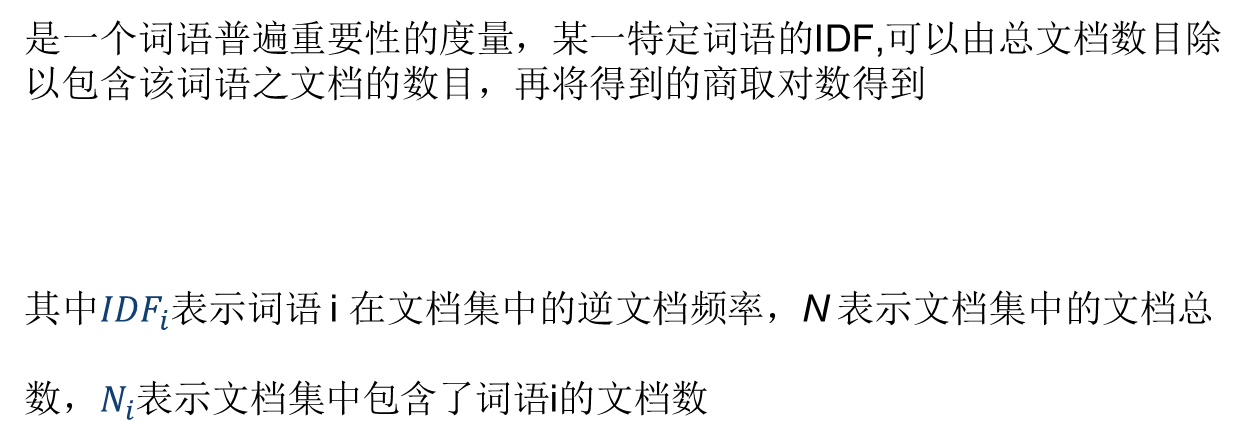 是一个词语普遍重要性的度量，某一特定词语的IDF,可以由总文档数目除
以包含该词语之文档的数目，再将得到的商取对数得到
其中IDFᵢ表示词语 i 在文档集中的逆文档频率，N 表示文档集中的文档总
数，Nᵢ表示文档集中包含了词语i的文档数